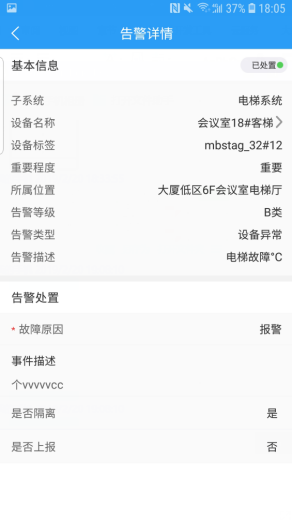 37% 18:05
告警详情
基本信息 已处置
子系统 电梯系统
设备名称 会议室18#客梯
设备标签 mbstag_32#12
重要程度 重要
所属位置 大厦低区6F会议室电梯厅
告警等级 B类
告警类型 设备异常
告警描述 电梯故障°C
告警处置
* 故障原因 报警
事件描述
个vvvvvcc
是否隔离 是
是否上报 否